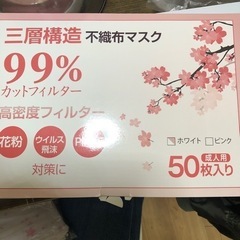 三層構造 不織布マスク
99%
カットフィルター
高密度フィルター
花粉
ウイルス
飛沫
対策に
ホワイト
ピンク
成人用
50枚入り